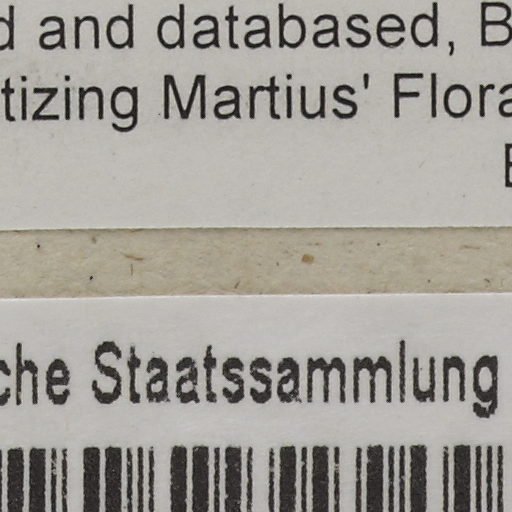 d and databased, B
tizing Martius' Flora
che Staatssammlung